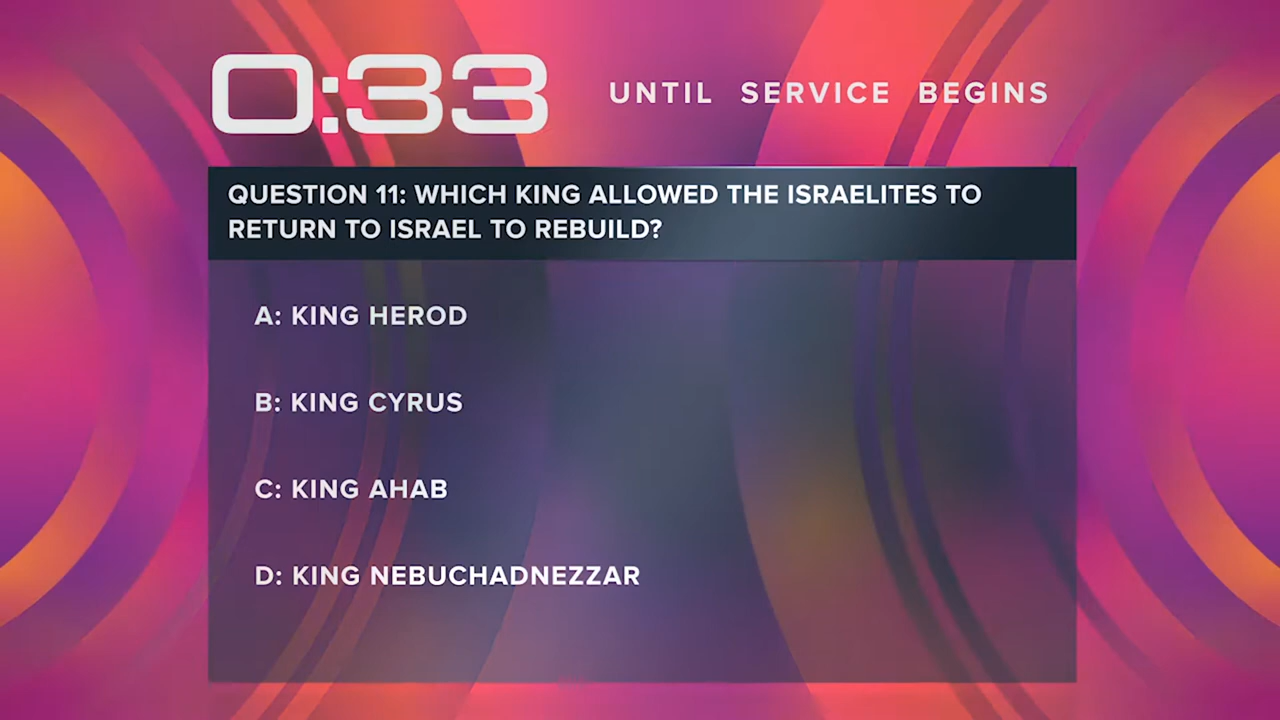 0:33 UNTIL SERVICE BEGINS
QUESTION 11: WHICH KING ALLOWED THE ISRAELITES TO
RETURN TO ISRAEL TO REBUILD?
A: KING HEROD
B: KING CYRUS
C: KING AHAB
D: KING NEBUCHADNEZZAR